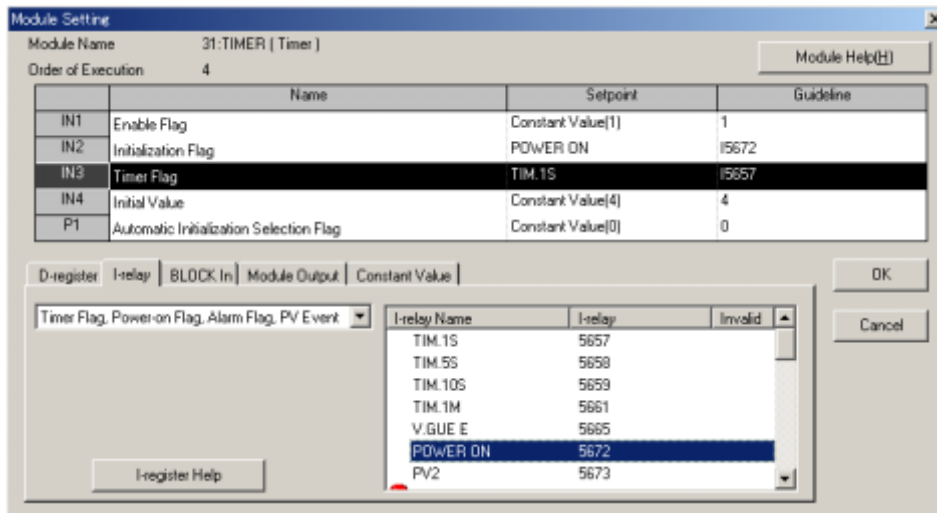 Module Setting
Module Name 31:TIMER ( Timer )
Order of Execution 4
Module Help(H)
Name Setpoint Guideline
IN1 Enable Flag Constant Value(1) 1
IN2 Initialization Flag POWER ON I5672
IN3 Timer Flag TIM.1S I5657
IN4 Initial Value Constant Value(4) 4
P1 Automatic Initialization Selection Flag Constant Value(0) 0
D-register I-relay BLOCK In Module Output Constant Value
OK
Cancel
Timer Flag, Power-on Flag, Alarm Flag, PV Event
I-relay Name I-relay Invalid
TIM.1S 5657
TIM.5S 5658
TIM.10S 5659
TIM.1M 5661
V.GUE E 5665
POWER ON 5672
PV2 5673
I-register Help